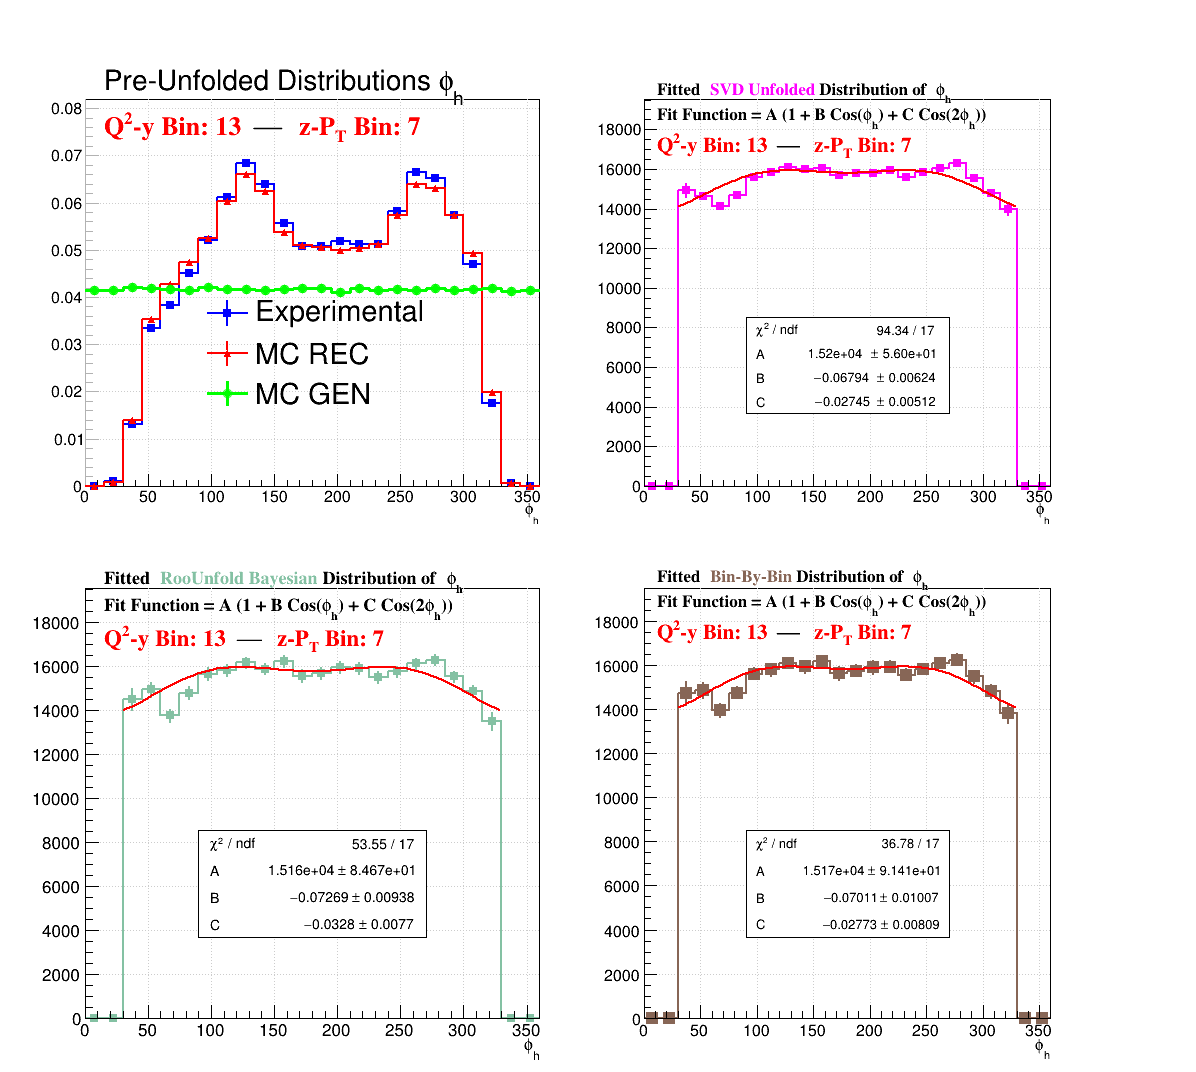 Pre-Unfolded Distributions ϕh
Q²-y Bin: 13 — z-PT Bin: 7
0.08
0.07
0.06
0.05
0.04
0.03
0.02
0.01
0
Experimental
MC REC
MC GEN
0 50 100 150 200 250 300 350
ϕh
Fitted SVD Unfolded Distribution of ϕh
Fit Function = A (1 + B Cos(ϕh) + C Cos(2ϕh))
Q²-y Bin: 13 — z-PT Bin: 7
18000
16000
14000
12000
10000
8000
6000
4000
2000
0
χ² / ndf 94.34 / 17
A 1.52e+04 ± 5.60e+01
B −0.06794 ± 0.00624
C −0.02745 ± 0.00512
0 50 100 150 200 250 300 350
ϕh
Fitted RooUnfold Bayesian Distribution of ϕh
Fit Function = A (1 + B Cos(ϕh) + C Cos(2ϕh))
Q²-y Bin: 13 — z-PT Bin: 7
18000
16000
14000
12000
10000
8000
6000
4000
2000
0
χ² / ndf 53.55 / 17
A 1.516e+04 ± 8.467e+01
B −0.07269 ± 0.00938
C −0.0328 ± 0.0077
0 50 100 150 200 250 300 350
ϕh
Fitted Bin-By-Bin Distribution of ϕh
Fit Function = A (1 + B Cos(ϕh) + C Cos(2ϕh))
Q²-y Bin: 13 — z-PT Bin: 7
18000
16000
14000
12000
10000
8000
6000
4000
2000
0
χ² / ndf 36.78 / 17
A 1.517e+04 ± 9.141e+01
B −0.07011 ± 0.01007
C −0.02773 ± 0.00809
0 50 100 150 200 250 300 350
ϕh